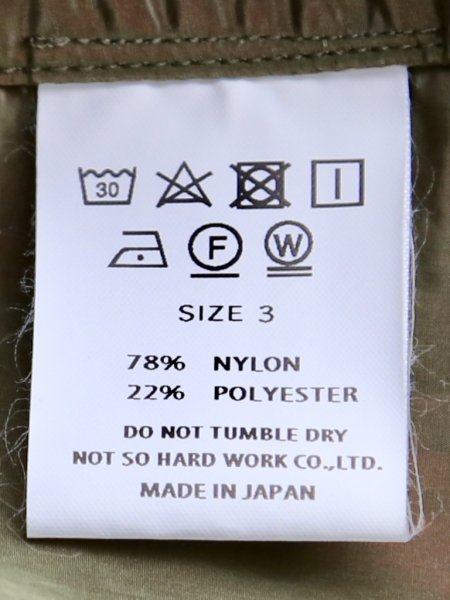 30
F W
SIZE 3
78% NYLON
22% POLYESTER
DO NOT TUMBLE DRY
NOT SO HARD WORK CO.,LTD.
MADE IN JAPAN